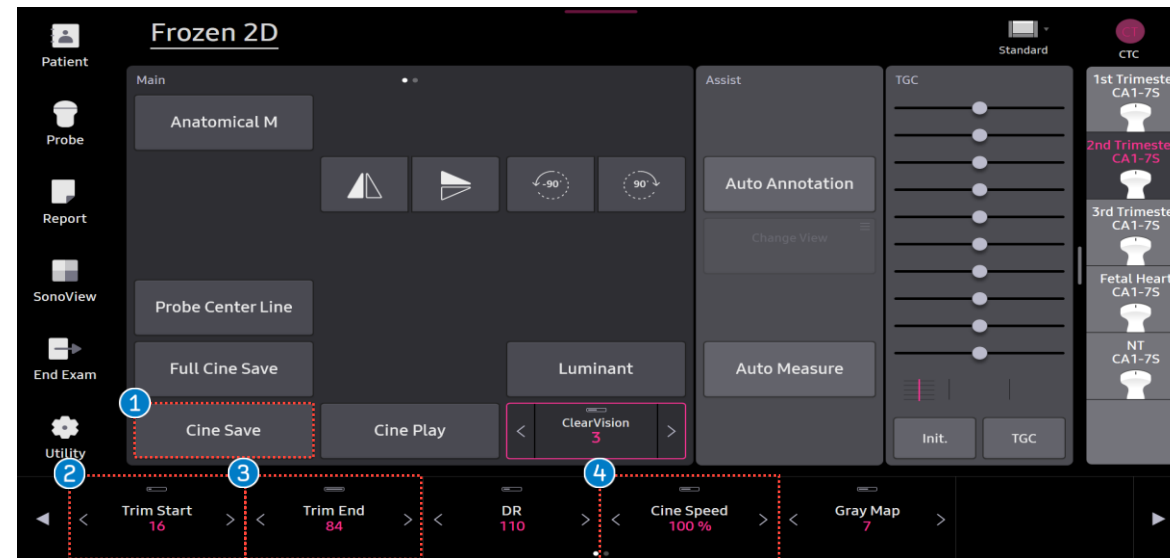 Patient
Frozen 2D
Standard
CT
CTC
Probe
Report
SonoView
End Exam
Utility
Main
Anatomical M
-90°
90°
Probe Center Line
Full Cine Save
Luminant
1
Cine Save
Cine Play
<
ClearVision
3
>
Assist
Auto Annotation
Change View
Auto Measure
TGC
Init.
TGC
1st Trimeste
CA1-7S
2nd Trimeste
CA1-7S
3rd Trimeste
CA1-7S
Fetal Heart
CA1-7S
NT
CA1-7S
2
< Trim Start >
16
3
< Trim End >
84
< DR >
110
4
< Cine Speed >
100 %
< Gray Map >
7